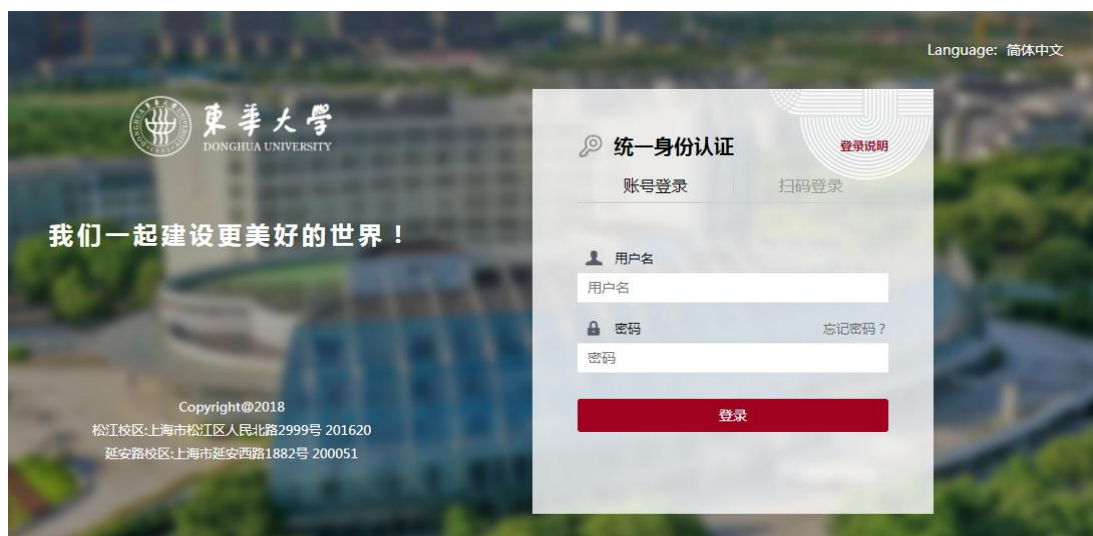 Language: 简体中文
東華大學
DONGHUA UNIVERSITY
我们一起建设更美好的世界！
Copyright@2018
松江校区:上海市松江区人民北路2999号 201620
延安路校区:上海市延安西路1882号 200051
统一身份认证
登录说明
账号登录 扫码登录
用户名
用户名
密码 忘记密码？
密码
登录